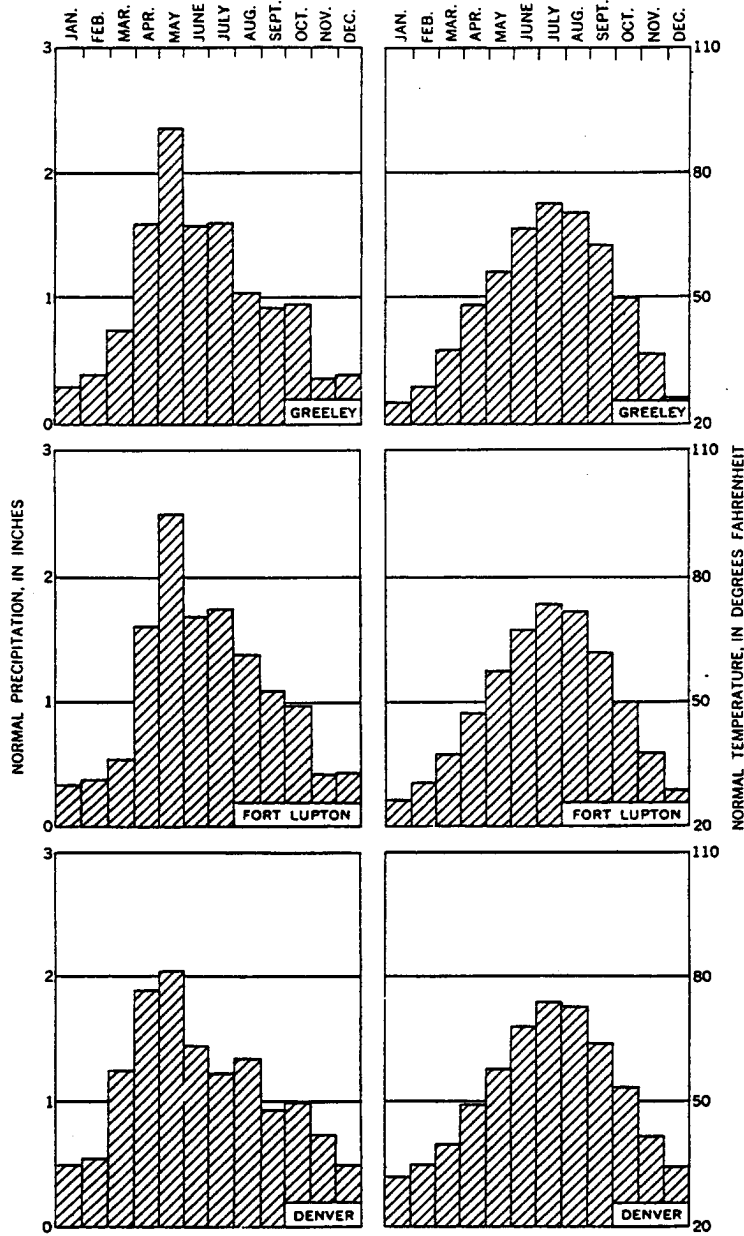 JAN. FEB. MAR. APR. MAY JUNE JULY AUG. SEPT. OCT. NOV. DEC.
JAN. FEB. MAR. APR. MAY JUNE JULY AUG. SEPT. OCT. NOV. DEC.
3
110
2
80
1
50
0
GREELEY
GREELEY
20
NORMAL PRECIPITATION, IN INCHES
NORMAL TEMPERATURE, IN DEGREES FAHRENHEIT
3
110
2
80
1
50
0
FORT LUPTON
FORT LUPTON
20
3
110
2
80
1
50
0
DENVER
DENVER
20